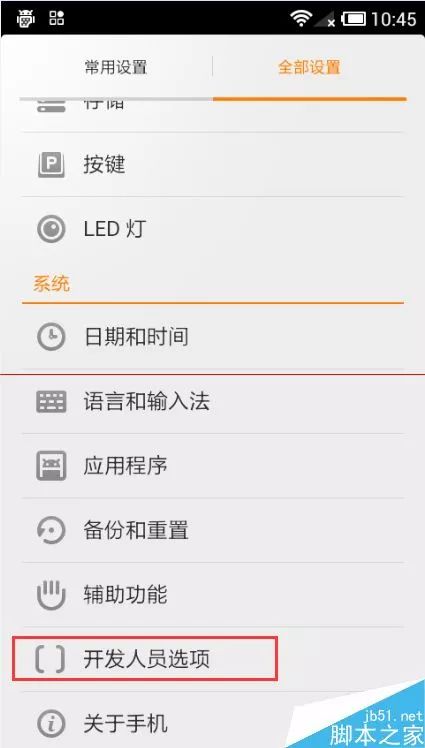 10:45
常用设置
全部设置
存储
P
按键
LED 灯
系统
日期和时间
语言和输入法
应用程序
备份和重置
辅助功能
开发人员选项
关于手机
jb51.net
脚本之家